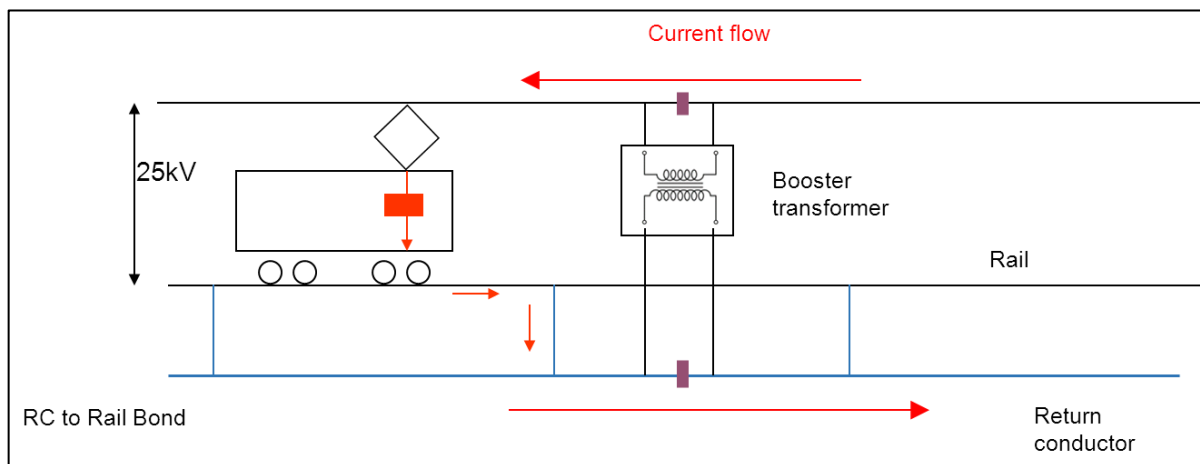 Current flow
25kV
Booster
transformer
Rail
RC to Rail Bond
Return
conductor